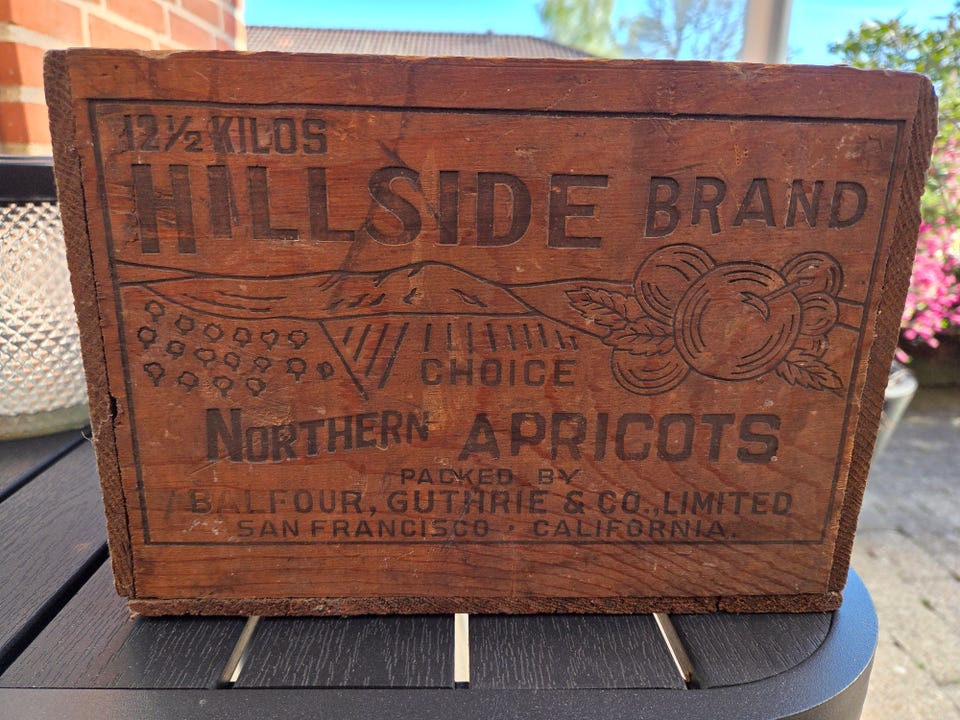 12½ KILOS
HILLSIDE BRAND
CHOICE
NORTHERN APRICOTS
PACKED BY
BALFOUR, GUTHRIE & CO., LIMITED
SAN FRANCISCO · CALIFORNIA.